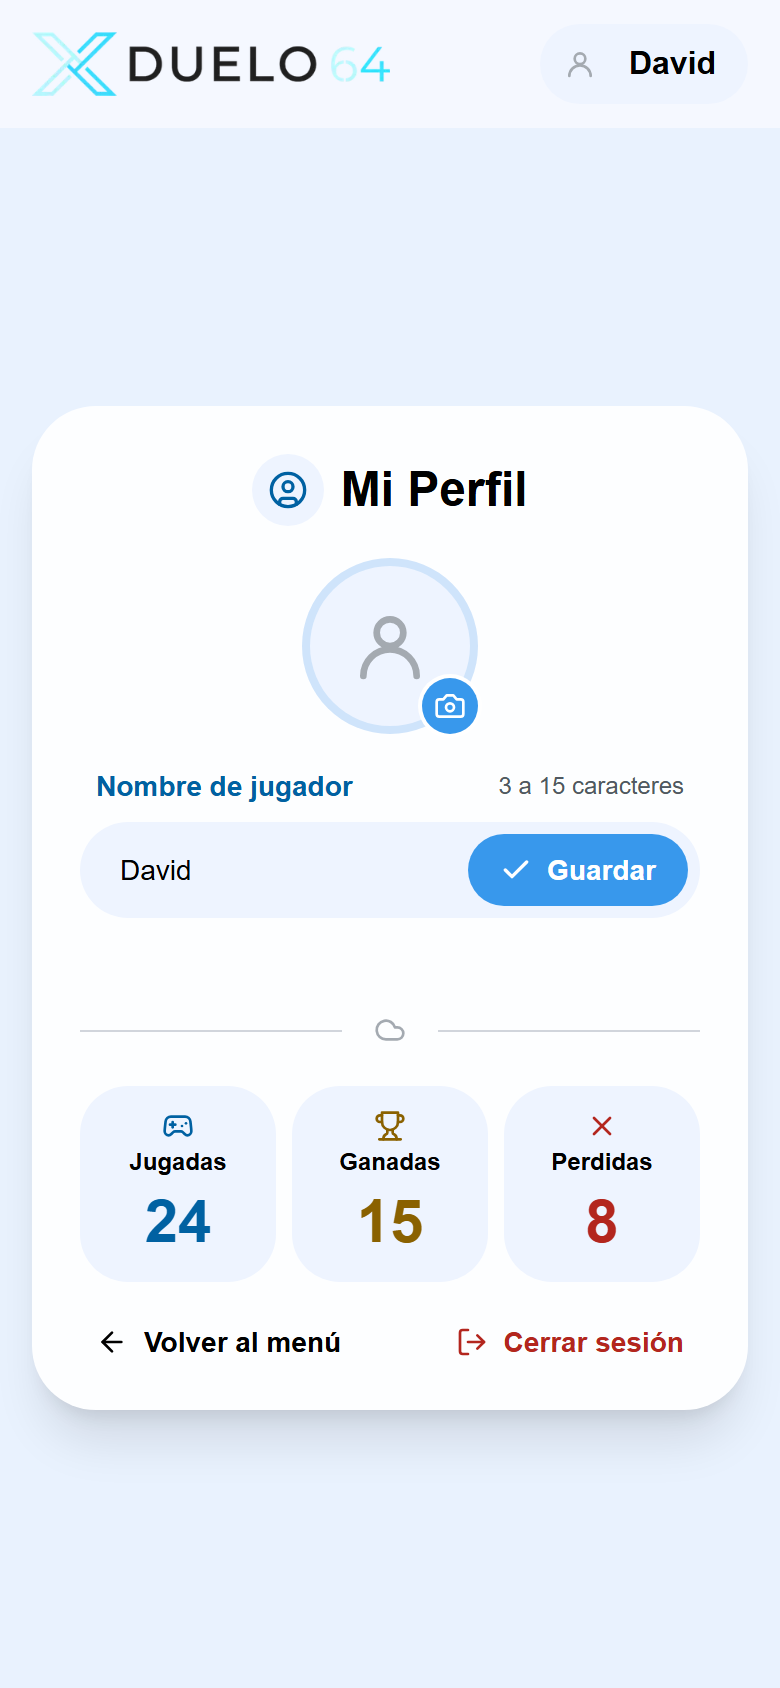 DUELO 64
David
Mi Perfil
Nombre de jugador
3 a 15 caracteres
David
Guardar
Jugadas
24
Ganadas
15
Perdidas
8
Volver al menú
Cerrar sesión